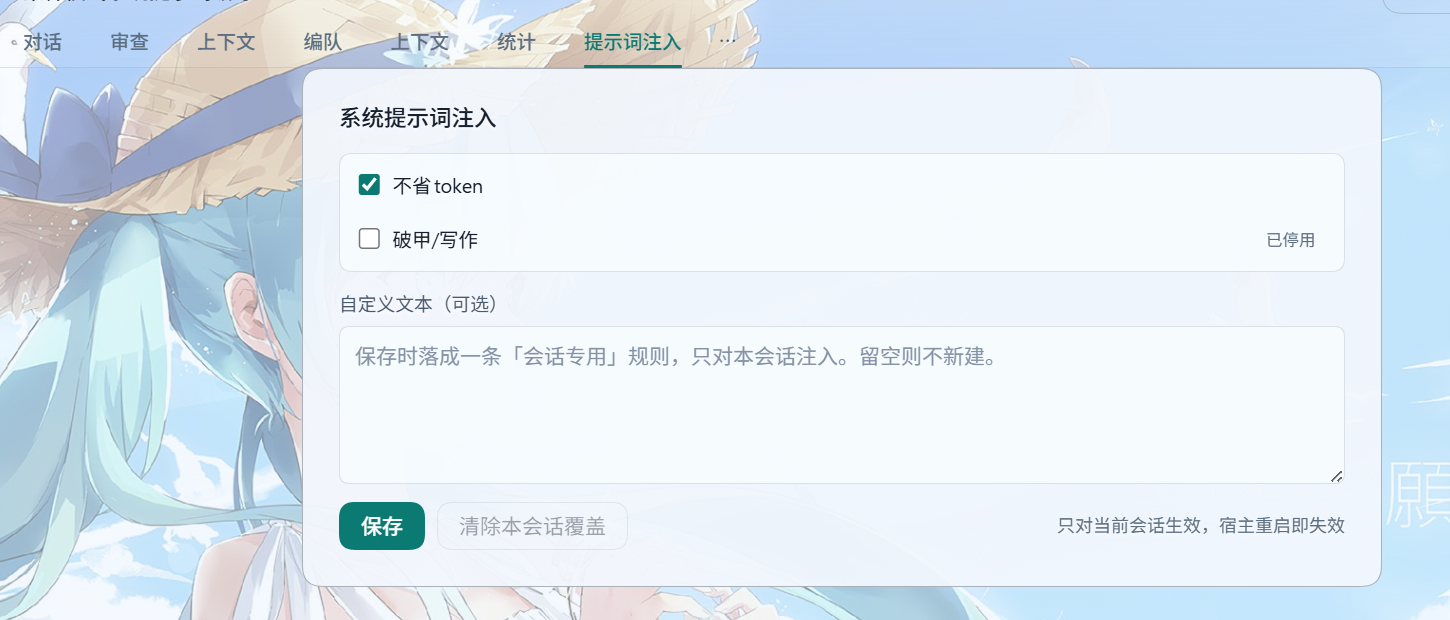 对话 审查 上下文 编队 上下文 统计 提示词注入 ...
系统提示词注入
不省 token
破甲/写作 已停用
自定义文本（可选）
保存时落成一条「会话专用」规则，只对本会话注入。留空则不新建。
保存 清除本会话覆盖 只对当前会话生效，宿主重启即失效
願